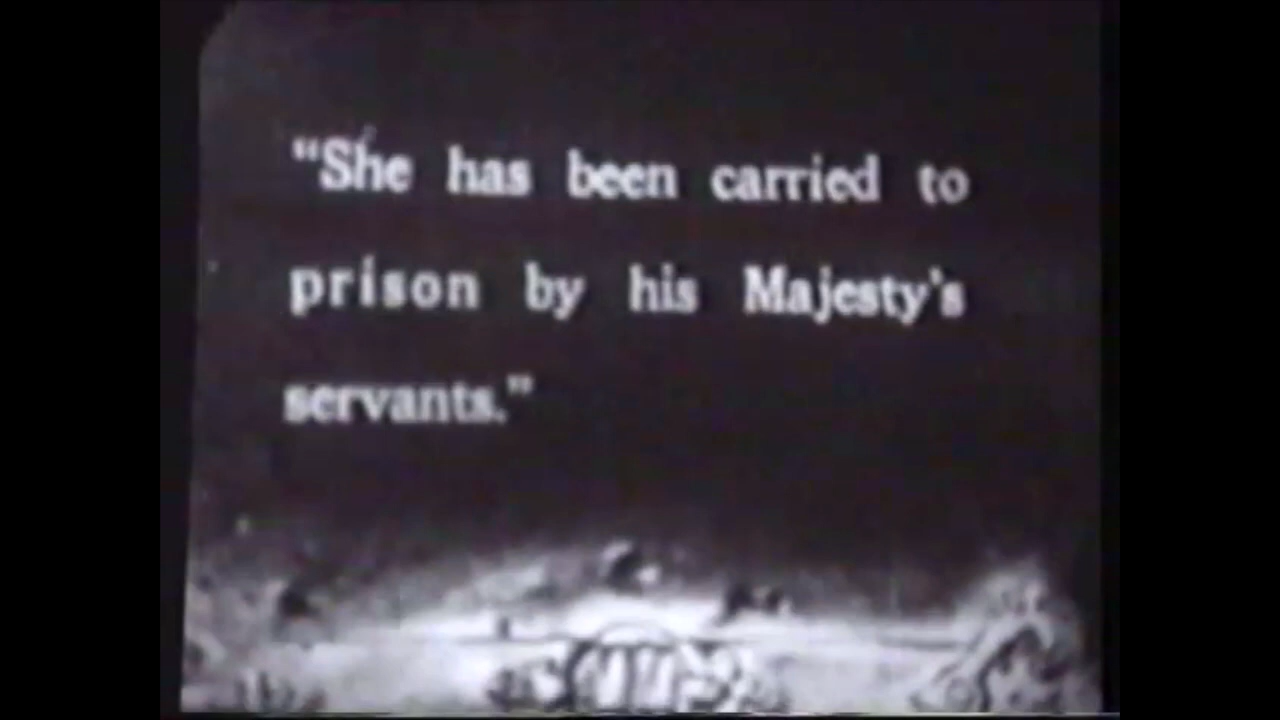 “She has been carried to
prison by his Majesty’s
servants.”